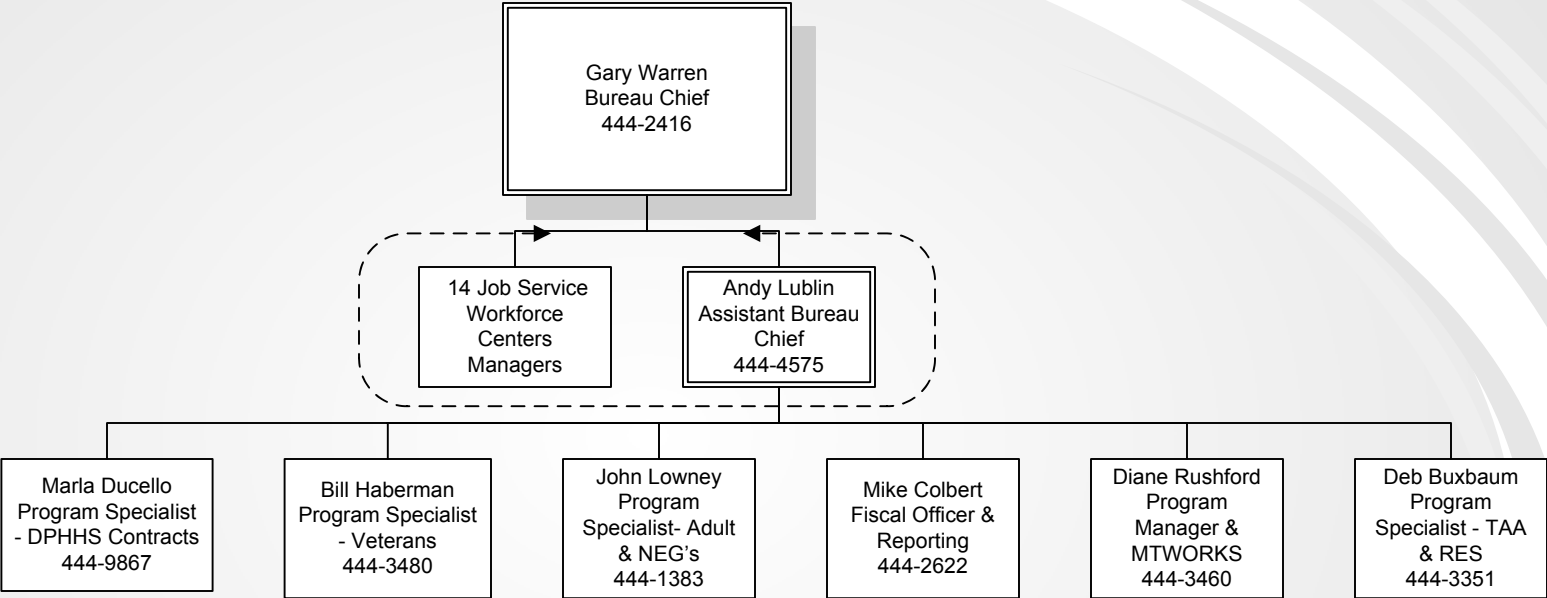 Gary Warren
Bureau Chief
444-2416
14 Job Service
Workforce
Centers
Managers
Andy Lublin
Assistant Bureau
Chief
444-4575
Marla Ducello
Program Specialist
- DPHHS Contracts
444-9867
Bill Haberman
Program Specialist
- Veterans
444-3480
John Lowney
Program
Specialist- Adult
& NEG’s
444-1383
Mike Colbert
Fiscal Officer &
Reporting
444-2622
Diane Rushford
Program
Manager &
MTWORKS
444-3460
Deb Buxbaum
Program
Specialist - TAA
& RES
444-3351